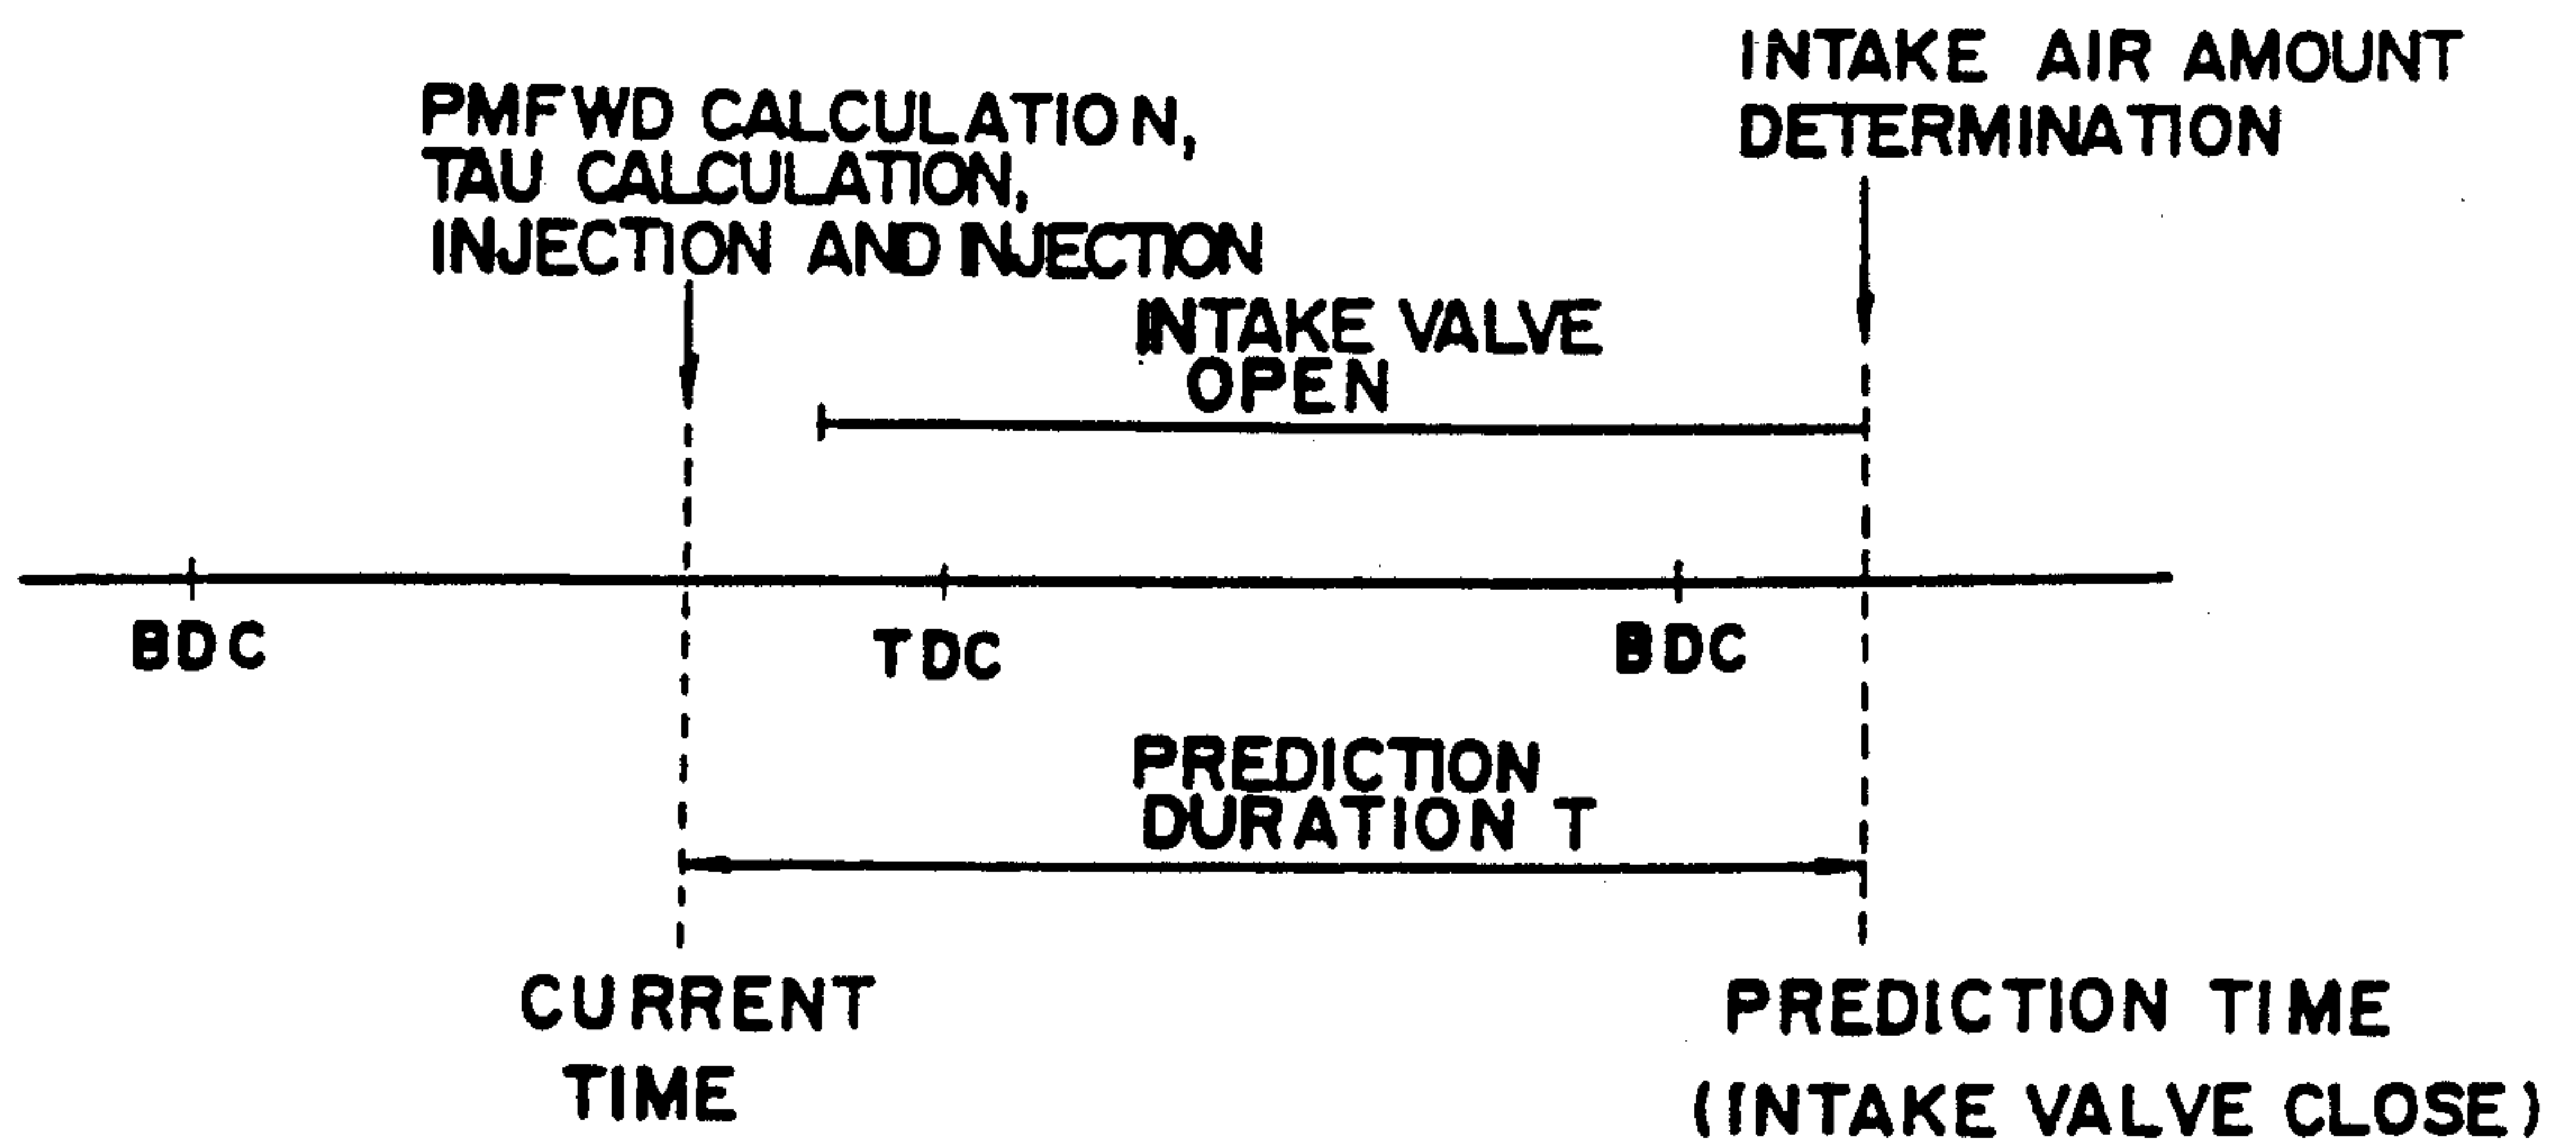 INTAKE AIR AMOUNT
DETERMINATION
PMFWD CALCULATION,
TAU CALCULATION,
INJECTION AND INJECTION
INTAKE VALVE
OPEN
BDC
TDC
BDC
PREDICTION
DURATION T
CURRENT
TIME
PREDICTION TIME
(INTAKE VALVE CLOSE)